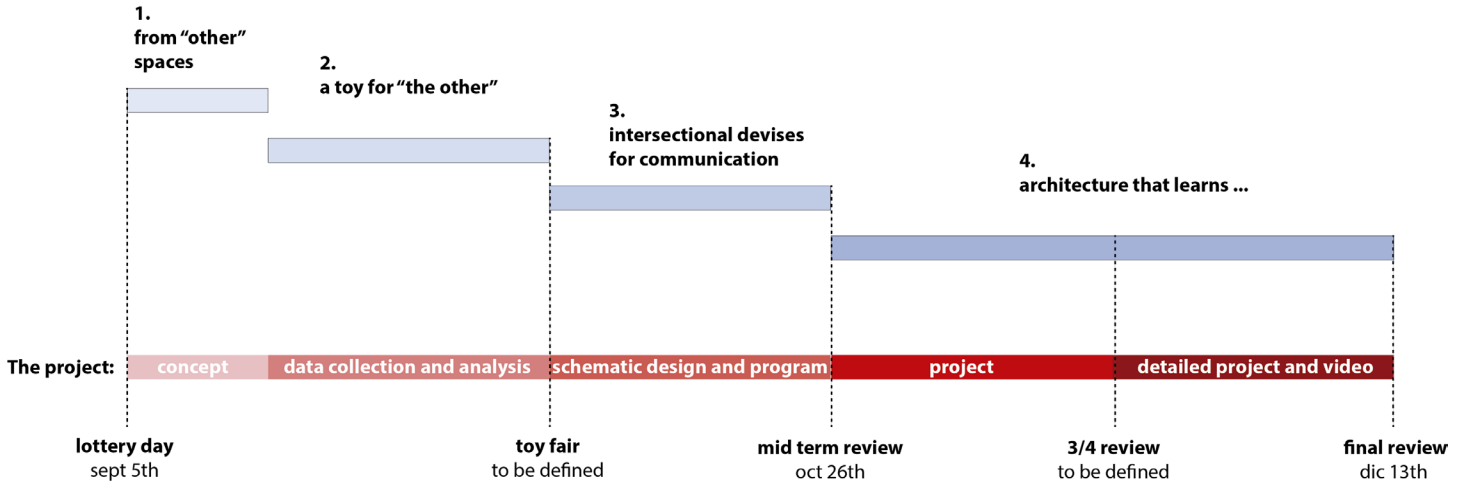 1.
from “other”
spaces
2.
a toy for “the other”
3.
intersectional devises
for communication
4.
architecture that learns ...
The project:
concept
data collection and analysis
schematic design and program
project
detailed project and video
lottery day
sept 5th
toy fair
to be defined
mid term review
oct 26th
3/4 review
to be defined
final review
dic 13th